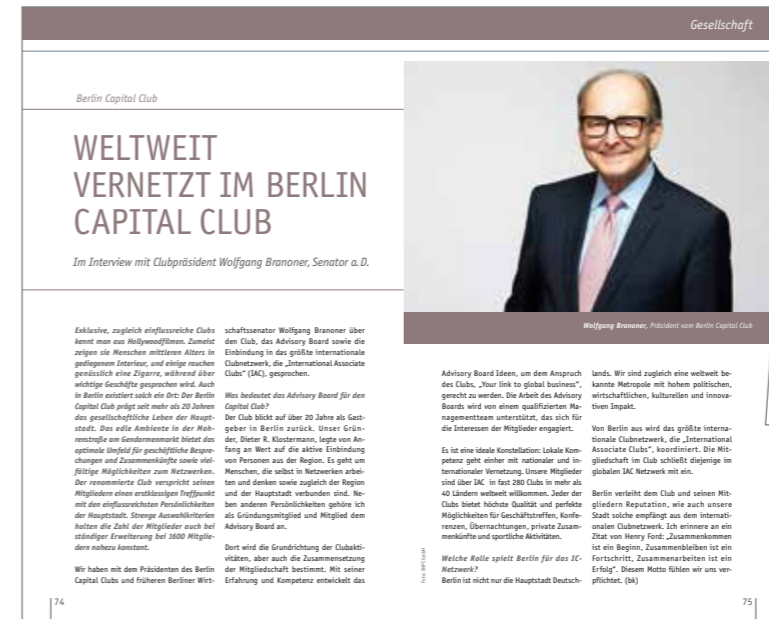 Gesellschaft
Berlin Capital Club
WELTWEIT
VERNETZT IM BERLIN
CAPITAL CLUB
Im Interview mit Clubpräsident Wolfgang Branoner, Senator a. D.
Wolfgang Branoner, Präsident vom Berlin Capital Club
Exklusive, zugleich einflussreiche Clubs
kennt man aus Hollywoodfilmen. Zumeist
zeigen sie Menschen mittleren Alters in
gediegenem Interieur, und einige rauchen
genüsslich eine Zigarre, während über
wichtige Geschäfte gesprochen wird. Auch
in Berlin existiert solch ein Ort: Der Berlin
Capital Club prägt seit mehr als 20 Jahren
das gesellschaftliche Leben der Haupt-
stadt. Das edle Ambiente in der Moh-
renstraße am Gendarmenmarkt bietet das
optimale Umfeld für geschäftliche Bespre-
chungen und Zusammenkünfte sowie viel-
fältige Möglichkeiten zum Netzwerken.
Der renommierte Club verspricht seinen
Mitgliedern einen erstklassigen Treffpunkt
mit den einflussreichsten Persönlichkeiten
der Hauptstadt. Strenge Auswahlkriterien
halten die Zahl der Mitglieder auch bei
ständiger Erweiterung bei 1600 Mitglie-
dern nahezu konstant.
Wir haben mit dem Präsidenten des Berlin
Capital Clubs und früheren Berliner Wirt-
schaftssenator Wolfgang Branoner über
den Club, das Advisory Board sowie die
Einbindung in das größte internationale
Clubnetzwerk, die „International Associate
Clubs“ (IAC), gesprochen.
Was bedeutet das Advisory Board für den
Capital Club?
Der Club blickt auf über 20 Jahre als Gast-
geber in Berlin zurück. Unser Grün-
der, Dieter R. Klostermann, legte von An-
fang an Wert auf die aktive Einbindung
von Personen aus der Region. Es geht um
Menschen, die selbst in Netzwerken arbei-
ten und denken sowie zugleich der Region
und der Hauptstadt verbunden sind. Ne-
ben anderen Persönlichkeiten gehöre ich
als Gründungsmitglied und Mitglied dem
Advisory Board an.
Dort wird die Grundrichtung der Clubakti-
vitäten, aber auch die Zusammensetzung
der Mitgliedschaft bestimmt. Mit seiner
Erfahrung und Kompetenz entwickelt das
Advisory Board Ideen, um dem Anspruch
des Clubs, „Your link to global business“,
gerecht zu werden. Die Arbeit des Advisory
Boards wird von einem qualifizierten Ma-
nagementteam unterstützt, das sich für
die Interessen der Mitglieder engagiert.
Es ist eine ideale Konstellation: Lokale Kom-
petenz geht einher mit nationaler und in-
ternationaler Vernetzung. Unsere Mitglieder
sind über IAC in fast 280 Clubs in mehr als
40 Ländern weltweit willkommen. Jeder der
Clubs bietet höchste Qualität und perfekte
Möglichkeiten für Geschäftstreffen, Konfe-
renzen, Übernachtungen, private Zusam-
menkünfte und sportliche Aktivitäten.
Welche Rolle spielt Berlin für das IC-
Netzwerk?
Berlin ist nicht nur die Hauptstadt Deutsch-
lands. Wir sind zugleich eine weltweit be-
kannte Metropole mit hohem politischen,
wirtschaftlichen, kulturellen und innova-
tiven Impakt.
Von Berlin aus wird das größte interna-
tionale Clubnetzwerk, die „International
Associate Clubs“, koordiniert. Die Mit-
gliedschaft im Club schließt diejenige im
globalen IAC Netzwerk mit ein.
Berlin verleiht dem Club und seinen Mit-
gliedern Reputation, wie auch unsere
Stadt solche empfängt aus dem internati-
onalen Clubnetzwerk. Ich erinnere an ein
Zitat von Henry Ford: „Zusammenkommen
ist ein Beginn, Zusammenbleiben ist ein
Fortschritt, Zusammenarbeiten ist ein
Erfolg“. Diesem Motto fühlen wir uns ver-
pflichtet. (bk)
74
75